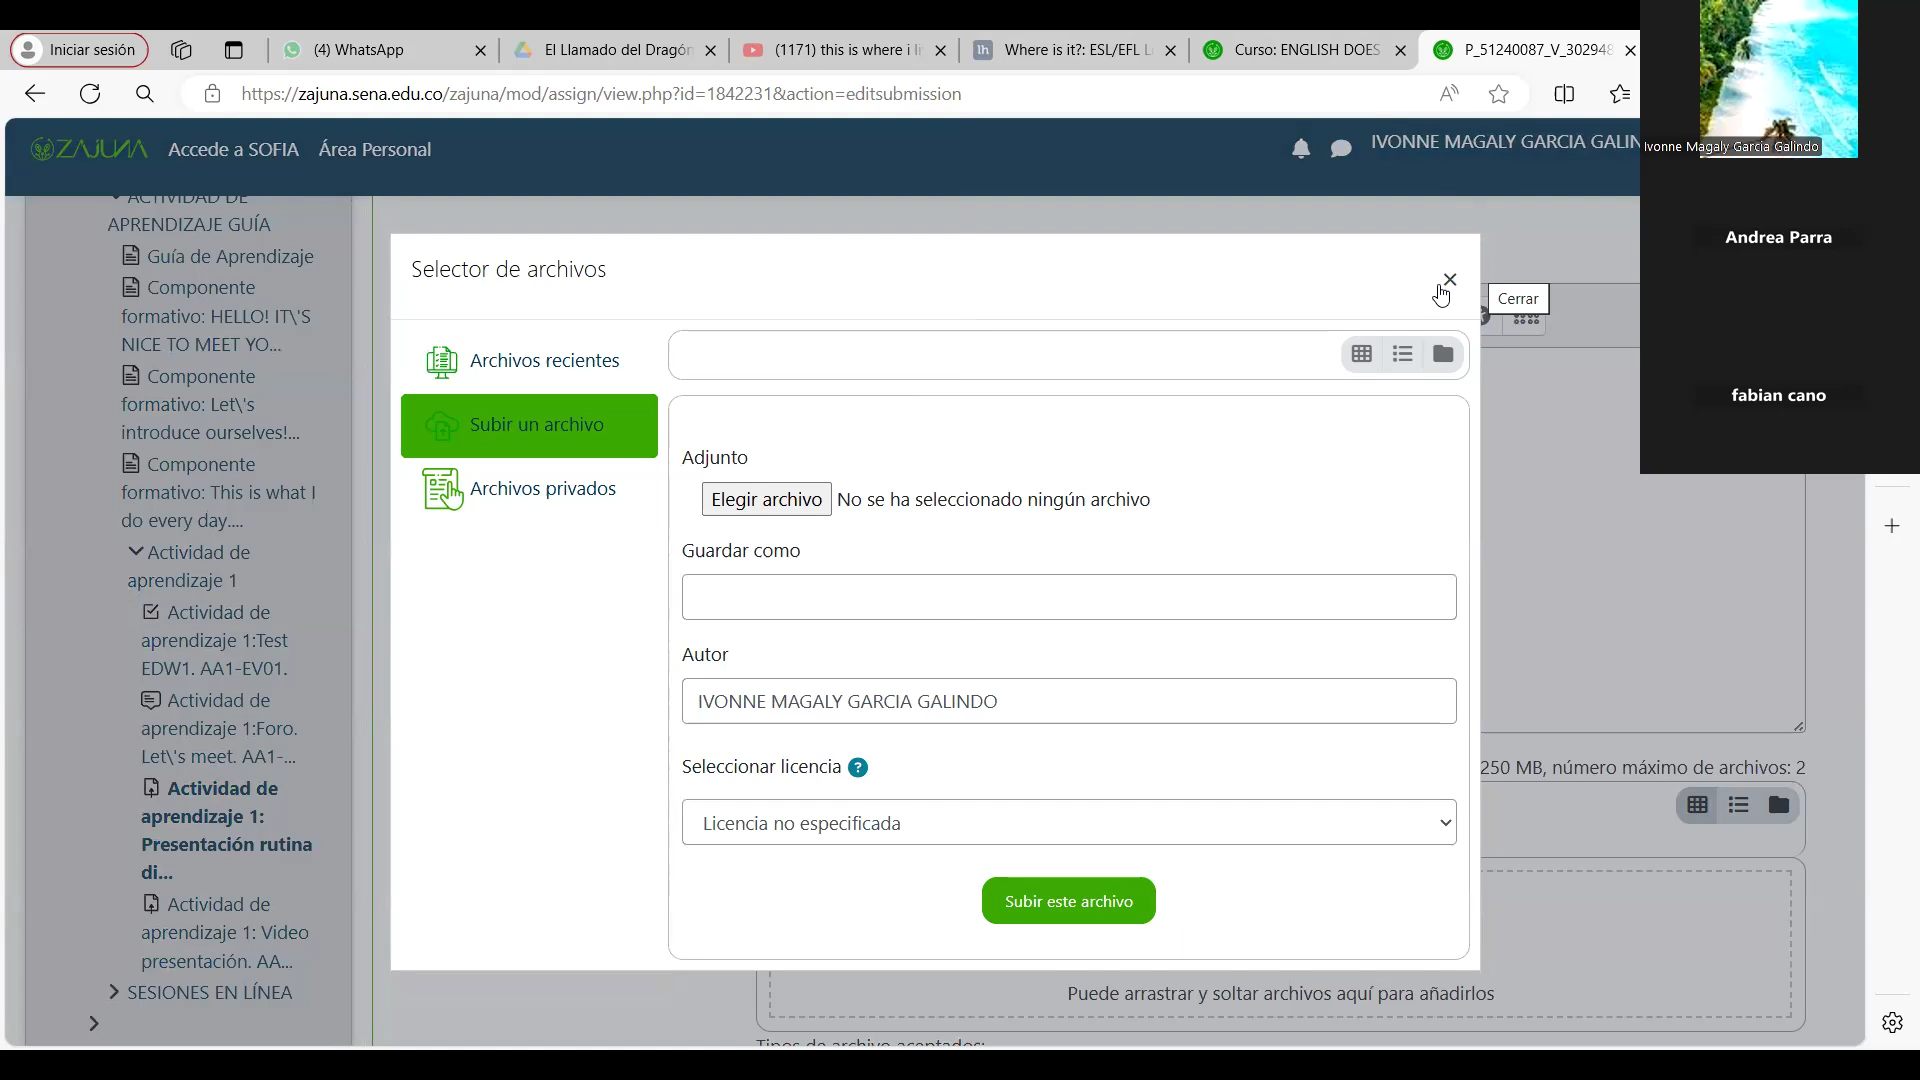 Iniciar sesión
(4) WhatsApp
El Llamado del Dragón
(1171) this is where i li
Where is it?: ESL/EFL L
Curso: ENGLISH DOES
P_51240087_V_302948
https://zajuna.sena.edu.co/zajuna/mod/assign/view.php?id=1842231&action=editsubmission
ZAJUNA
Accede a SOFIA
Área Personal
IVONNE MAGALY GARCIA GALIN
Ivonne Magaly Garcia Galindo
Andrea Parra
fabian cano
ACTIVIDAD DE
APRENDIZAJE GUÍA
Guía de Aprendizaje
Componente
formativo: HELLO! IT\'S
NICE TO MEET YO...
Componente
formativo: Let\'s
introduce ourselves!...
Componente
formativo: This is what I
do every day....
Actividad de
aprendizaje 1
Actividad de
aprendizaje 1:Test
EDW1. AA1-EV01.
Actividad de
aprendizaje 1:Foro.
Let\'s meet. AA1-...
Actividad de
aprendizaje 1:
Presentación rutina
di...
Actividad de
aprendizaje 1: Video
presentación. AA...
SESIONES EN LÍNEA
Selector de archivos
Cerrar
Archivos recientes
Subir un archivo
Archivos privados
Adjunto
Elegir archivo No se ha seleccionado ningún archivo
Guardar como
Autor
IVONNE MAGALY GARCIA GALINDO
Seleccionar licencia ?
Licencia no especificada
Subir este archivo
250 MB, número máximo de archivos: 2
Puede arrastrar y soltar archivos aquí para añadirlos
Tipos de archivo aceptados: